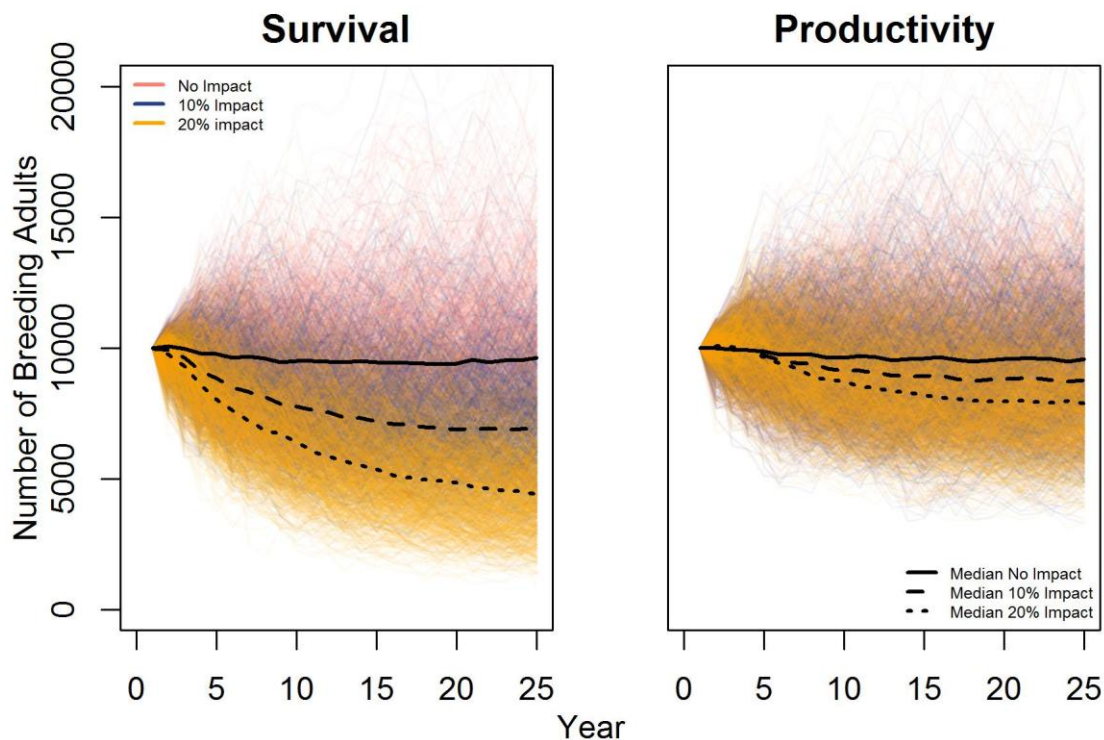 Survival
Productivity
No Impact
10% Impact
20% impact
Number of Breeding Adults
20000
15000
10000
5000
0
Median No Impact
Median 10% Impact
Median 20% Impact
0 5 10 15 20 25
0 5 10 15 20 25
Year